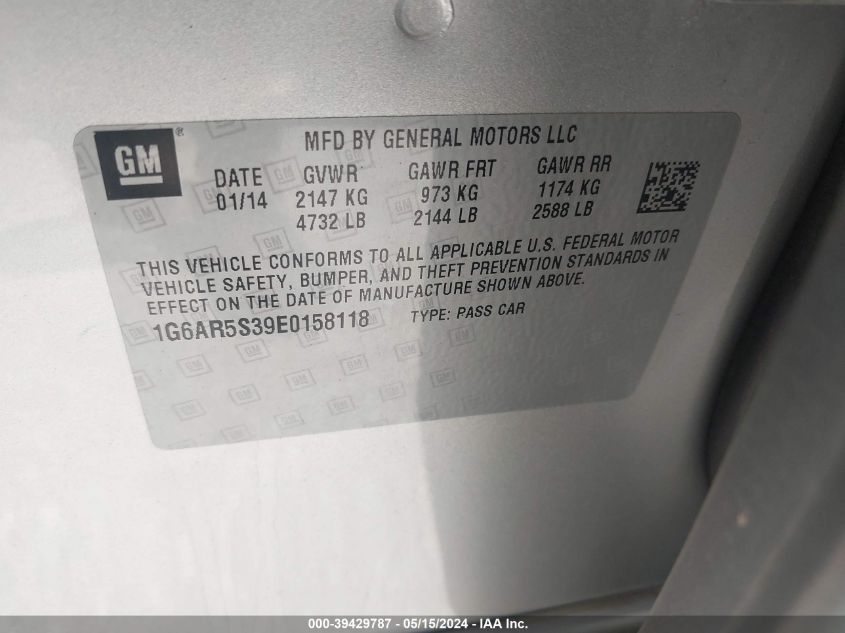 GM®
MFD BY GENERAL MOTORS LLC
DATE GVWR GAWR FRT GAWR RR
01/14 2147 KG 973 KG 1174 KG
4732 LB 2144 LB 2588 LB
THIS VEHICLE CONFORMS TO ALL APPLICABLE U.S. FEDERAL MOTOR
VEHICLE SAFETY, BUMPER, AND THEFT PREVENTION STANDARDS IN
EFFECT ON THE DATE OF MANUFACTURE SHOWN ABOVE.
1G6AR5S39E0158118 TYPE: PASS CAR
000-39429787 - 05/15/2024 - IAA, Inc.